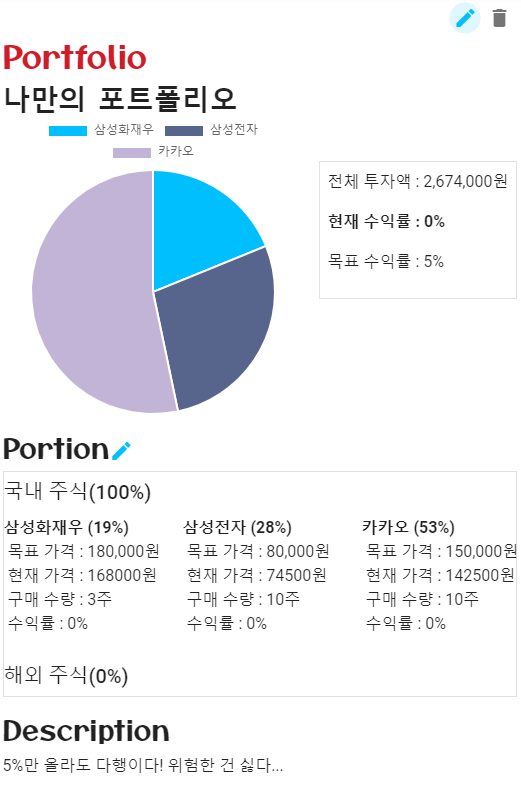 Portfolio
나만의 포트폴리오
삼성화재우 삼성전자
카카오
전체 투자액 : 2,674,000원
현재 수익률 : 0%
목표 수익률 : 5%
Portion
국내 주식(100%)
삼성화재우 (19%) 삼성전자 (28%) 카카오 (53%)
목표 가격 : 180,000원 목표 가격 : 80,000원 목표 가격 : 150,000원
현재 가격 : 168000원 현재 가격 : 74500원 현재 가격 : 142500원
구매 수량 : 3주 구매 수량 : 10주 구매 수량 : 10주
수익률 : 0% 수익률 : 0% 수익률 : 0%
해외 주식(0%)
Description
5%만 올라도 다행이다! 위험한 건 싫다...